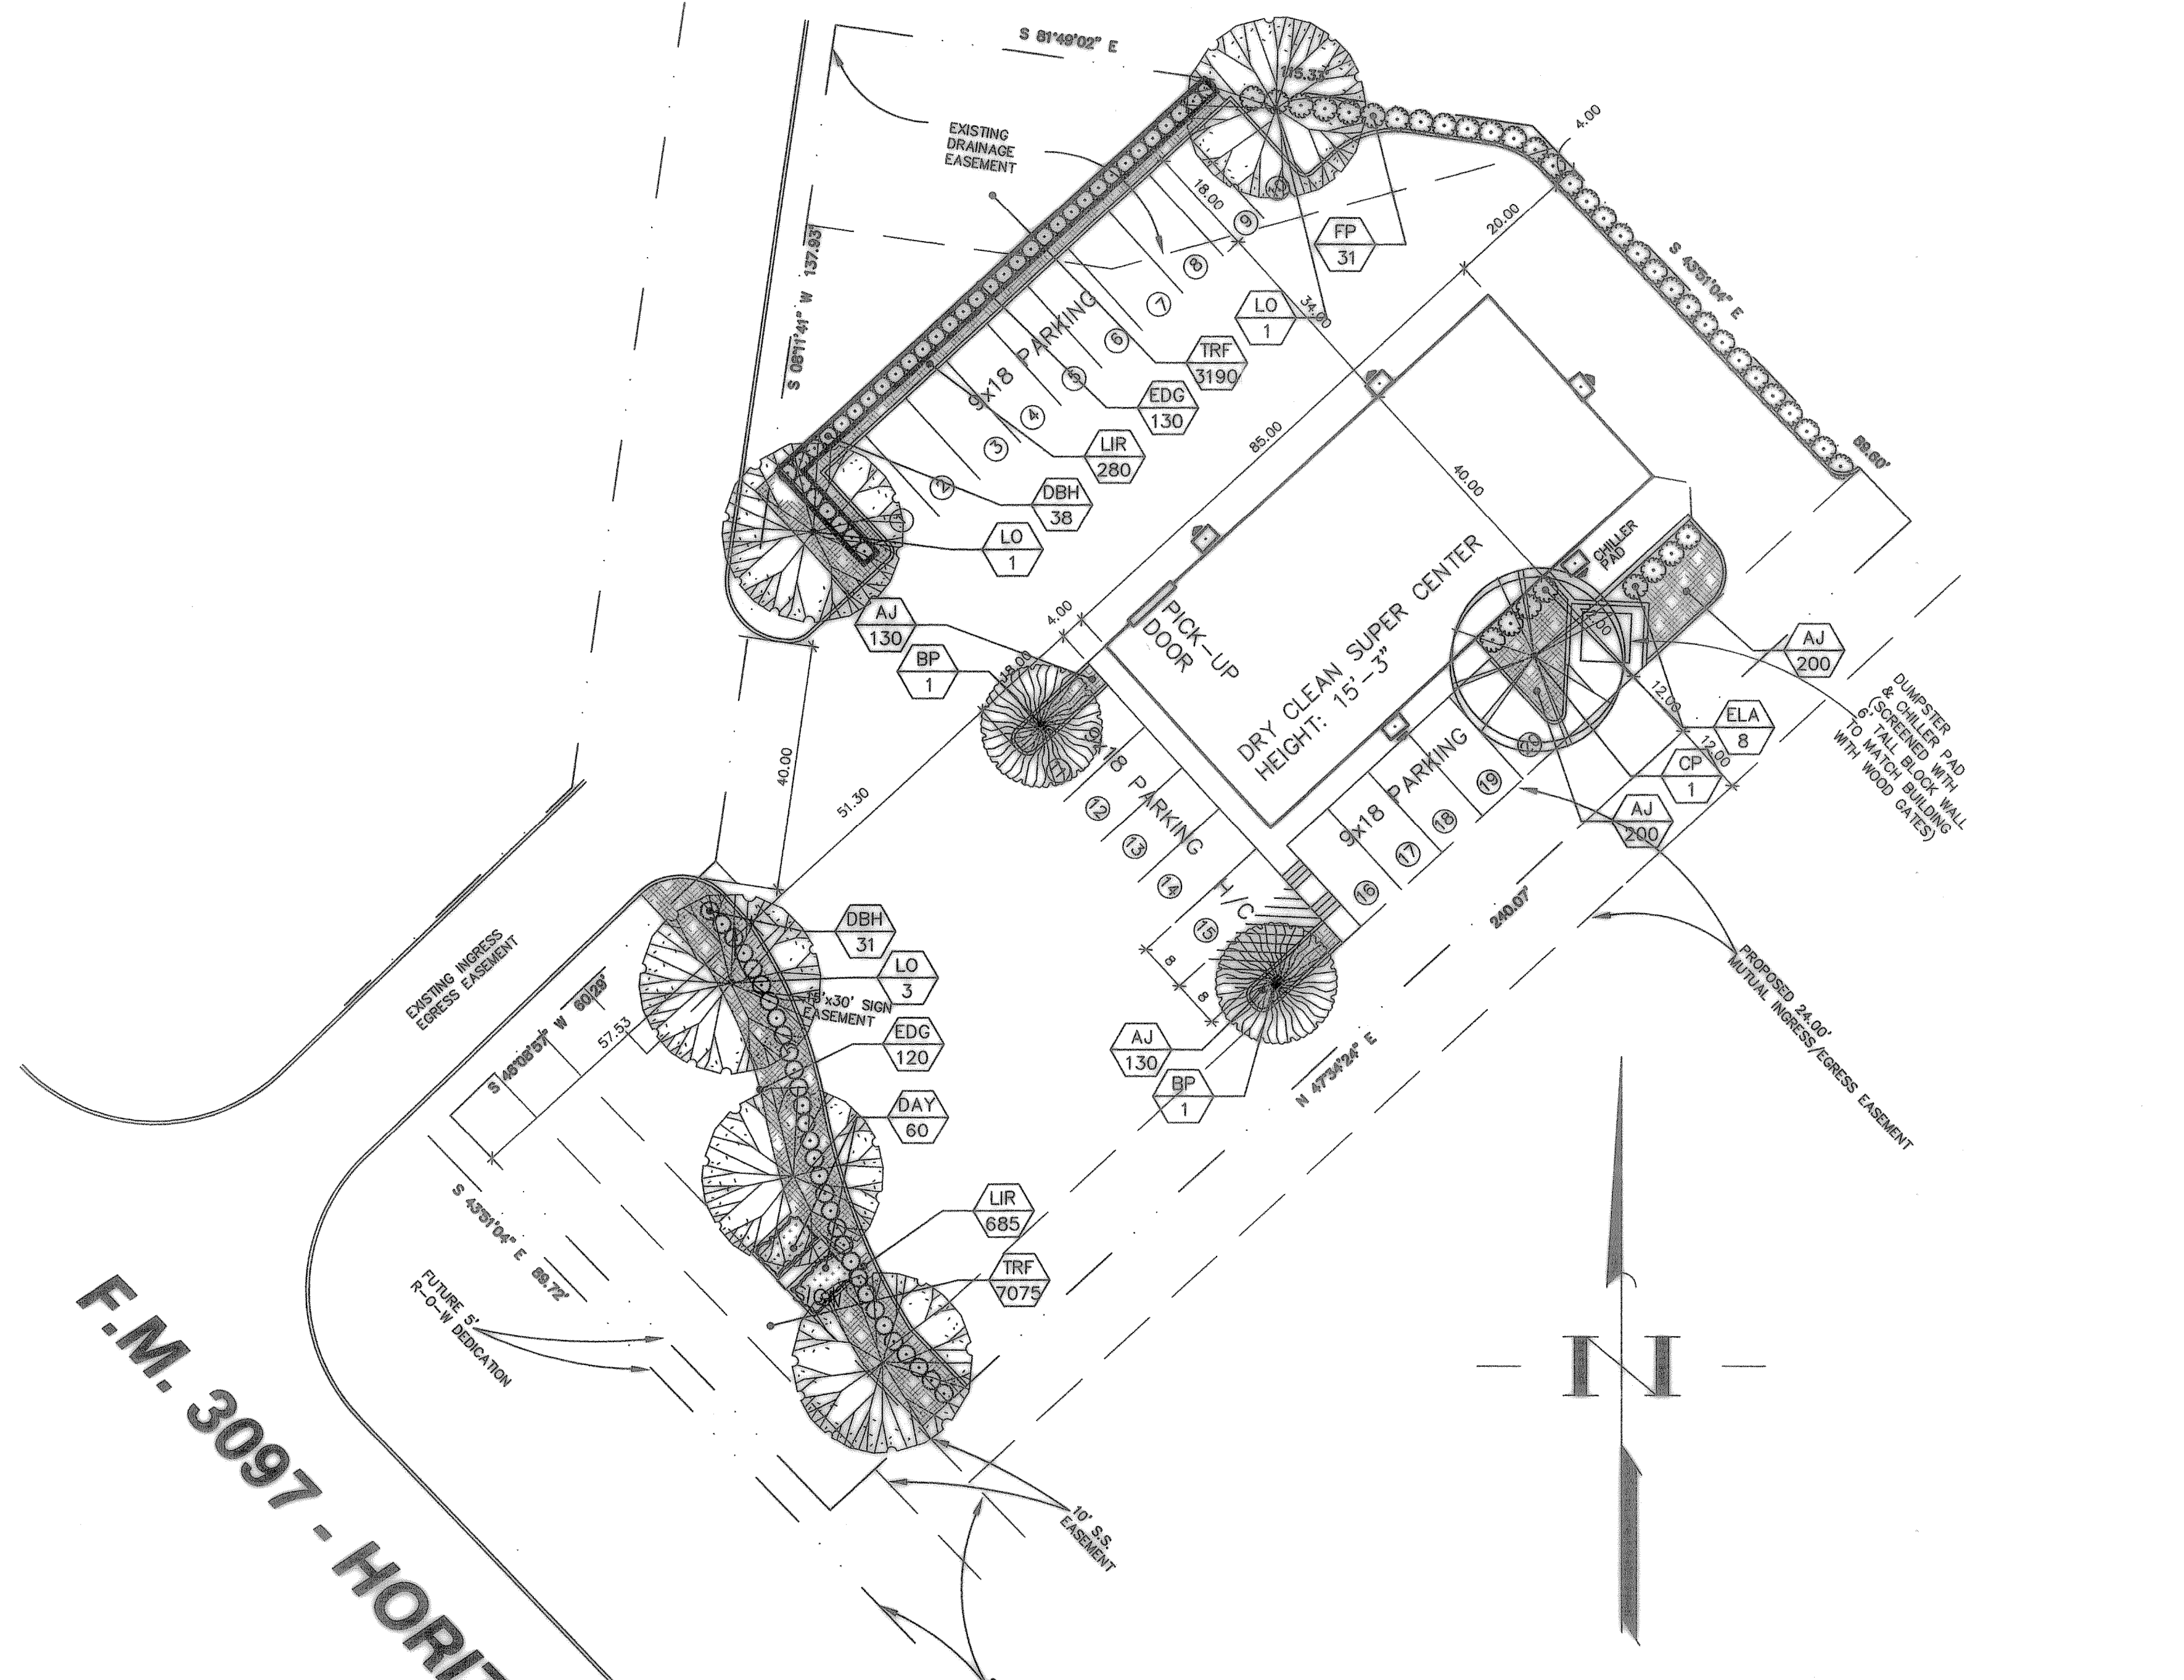 S 81°49'02" E
115.33'
4.00
EXISTING
DRAINAGE
EASEMENT
18.00
9
20.00
FP
31
S 08°11'41" W 137.93'
8
7
S 43°51'04" E
59.60'
LO
1
34.00
6
TRF
3190
9x18 PARKING
5
EDG
130
4
3
LIR
280
85.00
40.00
2
DBH
38
LO
1
CHILLER
PAD
AJ
130
BP
1
4.00
18.00
PICK-UP
DOOR
DRY CLEAN SUPER CENTER
HEIGHT: 15'-3"
AJ
200
12.00
ELA
8
12.00
CP
1
AJ
200
DUMPSTER
& CHILLER PAD
(SCREENED WITH
6' TALL BLOCK WALL
TO MATCH BUILDING
WITH WOOD GATES)
40.00
51.30
11
9x18 PARKING
12
13
14
H/C
15
9x18 PARKING
16
17
18
19
20
8
8
240.07'
EXISTING INGRESS
EGRESS EASEMENT
DBH
31
LO
3
15'x30' SIGN
EASEMENT
EDG
120
DAY
60
S 46°08'57" W 60.29'
57.53
AJ
130
BP
1
N 47°34'24" E
PROPOSED 24.00'
MUTUAL INGRESS/EGRESS EASEMENT
LIR
685
TRF
7075
SIGN
S 43°51'04" E 89.72'
FUTURE 5'
R-O-W DEDICATION
10' S.S.
EASEMENT
N
F.M. 3097 - HORIZ